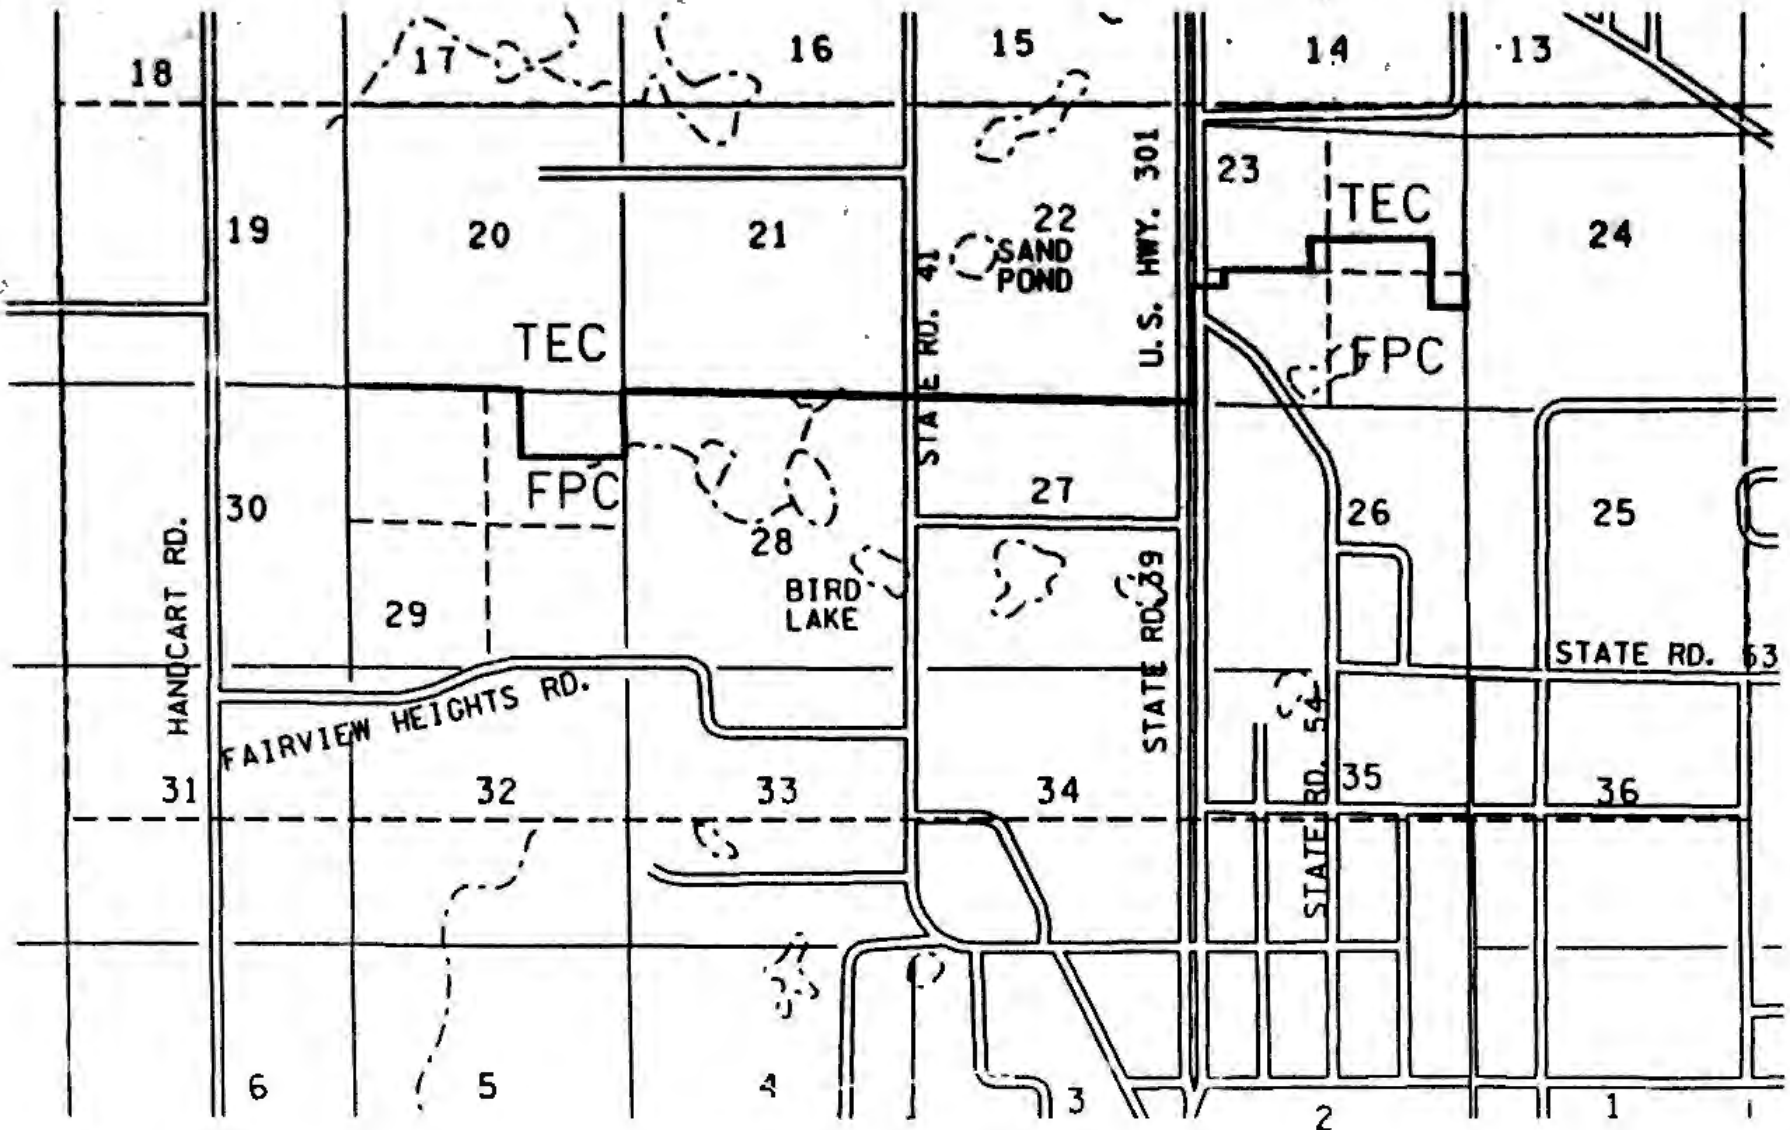 18
17
16
15
14
13
19
20
21
22
SAND
POND
23
24
TEC
TEC
FPC
FPC
STATE RD. 41
U.S. HWY. 301
30
29
28
27
26
25
BIRD
LAKE
HANDCART RD.
FAIRVIEW HEIGHTS RD.
STATE RD. 39
STATE RD. 54
STATE RD. 53
31
32
33
34
35
36
6
5
4
3
2
1